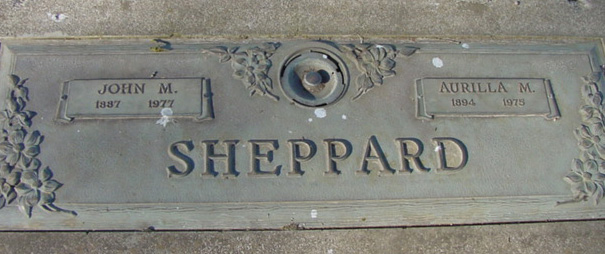 JOHN M.
1887 1977
AURILLA M.
1894 1975
SHEPPARD